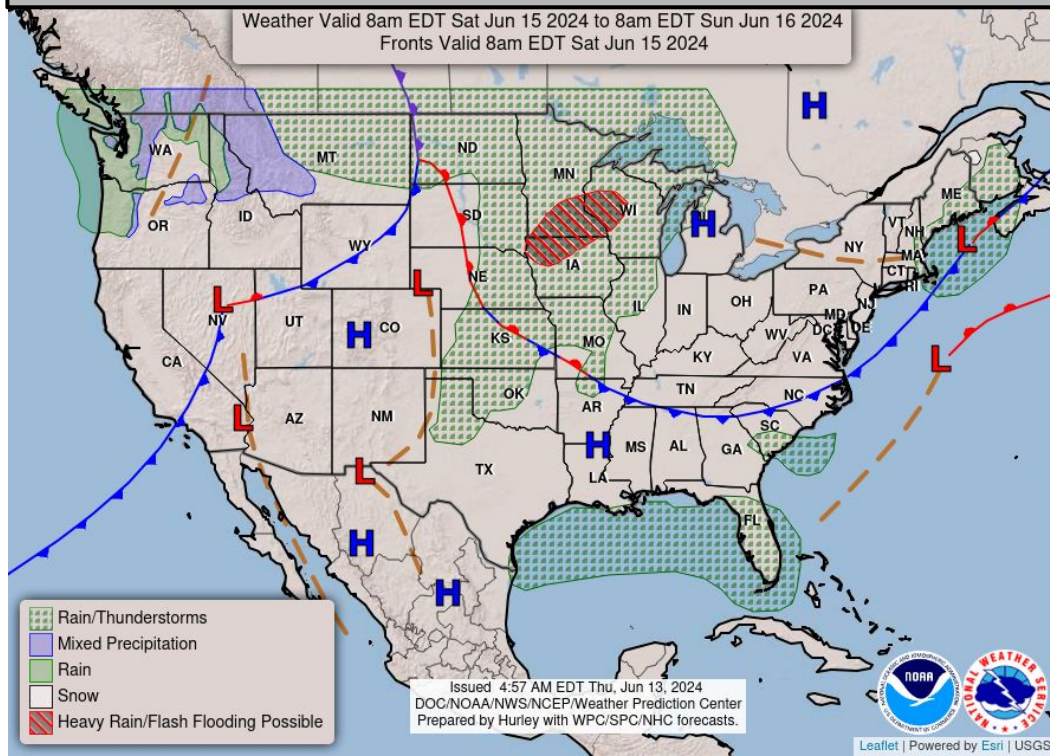 Weather Valid 8am EDT Sat Jun 15 2024 to 8am EDT Sun Jun 16 2024
Fronts Valid 8am EDT Sat Jun 15 2024
H
WA
MT
ND
MN
ME
OR
ID
SD
WI
H
VT
NH
NY
MA
L
WY
CT
RI
L
NE
IA
PA
NJ
L
NV
UT
H
CO
IL
IN
OH
MD
DE
DC
WV
VA
CA
KS
MO
KY
L
OK
TN
NC
L
AZ
NM
AR
SC
H
MS
AL
GA
L
TX
LA
FL
H
H
Rain/Thunderstorms
Mixed Precipitation
Rain
Snow
Heavy Rain/Flash Flooding Possible
Issued 4:57 AM EDT Thu, Jun 13, 2024
DOC/NOAA/NWS/NCEP/Weather Prediction Center
Prepared by Hurley with WPC/SPC/NHC forecasts.
NOAA
NATIONAL WEATHER SERVICE
Leaflet | Powered by Esri | USGS